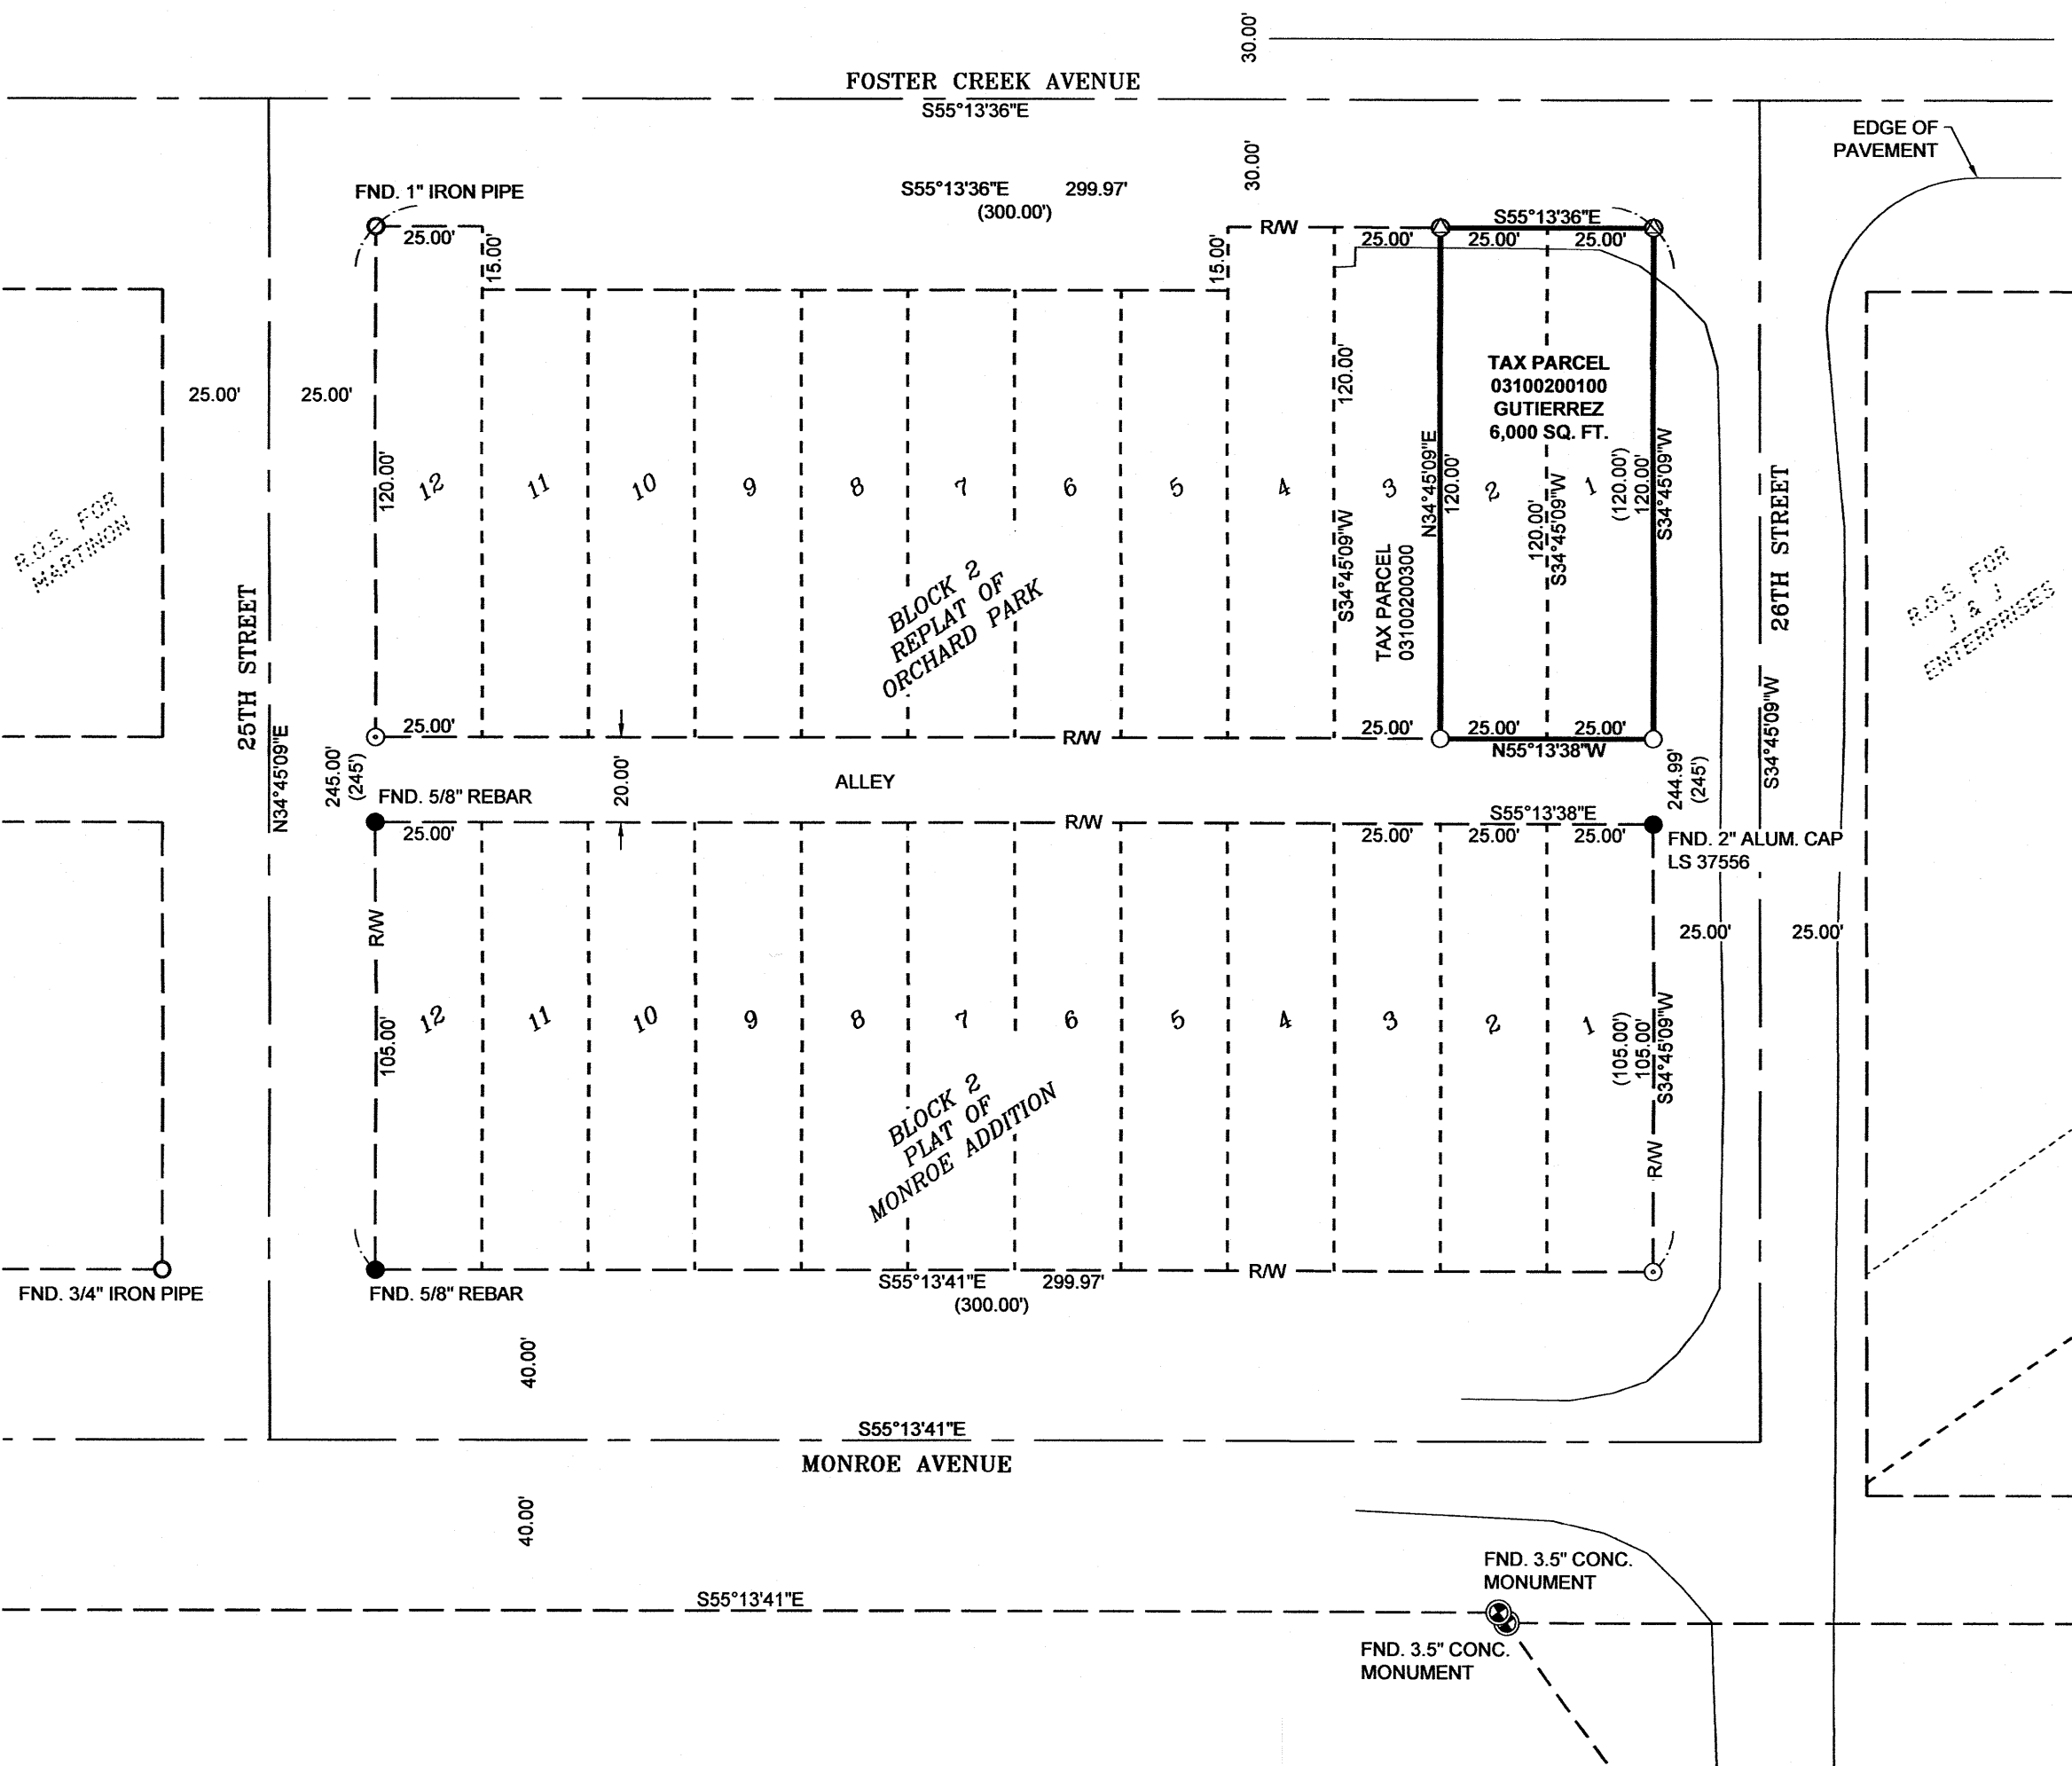 30.00'
FOSTER CREEK AVENUE
S55°13'36"E
EDGE OF
PAVEMENT
30.00'
FND. 1" IRON PIPE
S55°13'36"E 299.97'
(300.00')
S55°13'36"E
R/W
25.00'
15.00'
15.00'
25.00'
25.00'
25.00'
25.00'
25.00'
120.00'
TAX PARCEL
03100200100
GUTIERREZ
6,000 SQ. FT.
120.00'
12
11
10
9
8
7
6
5
4
3
2
1
N34°45'09"E
120.00'
(120.00')
120.00'
S34°45'09"W
120.00'
S34°45'09"W
S34°45'09"W
TAX PARCEL
03100200300
R.O.S. FOR
MARTINON
R.O.S. FOR
J & J
ENTERPRISES
25TH STREET
26TH STREET
BLOCK 2
REPLAT OF
ORCHARD PARK
N34°45'09"E
S34°45'09"W
25.00'
R/W
25.00'
25.00'
25.00'
N55°13'38"W
245.00'
(245')
20.00'
ALLEY
244.99'
(245')
FND. 5/8" REBAR
25.00'
R/W
S55°13'38"E
25.00'
25.00'
25.00'
FND. 2" ALUM. CAP
LS 37556
R/W
25.00'
25.00'
105.00'
12
11
10
9
8
7
6
5
4
3
2
1
(105.00')
105.00'
S34°45'09"W
BLOCK 2
PLAT OF
MONROE ADDITION
R/W
FND. 3/4" IRON PIPE
FND. 5/8" REBAR
S55°13'41"E 299.97'
(300.00')
R/W
40.00'
S55°13'41"E
MONROE AVENUE
40.00'
FND. 3.5" CONC.
MONUMENT
S55°13'41"E
FND. 3.5" CONC.
MONUMENT